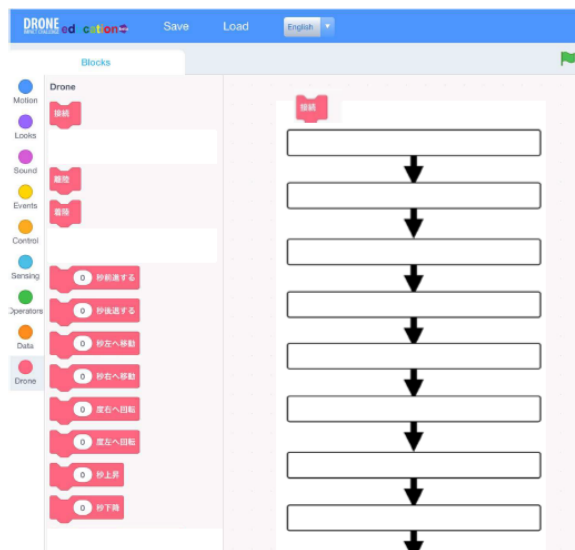 DRONE education
IMPACT CHALLENGE
Save
Load
English
Blocks
Motion
Looks
Sound
Events
Control
Sensing
Operators
Data
Drone
Drone
接続
離陸
着陸
0 秒前進する
0 秒後退する
0 秒左へ移動
0 秒右へ移動
0 度右へ回転
0 度左へ回転
0 秒上昇
0 秒下降
接続